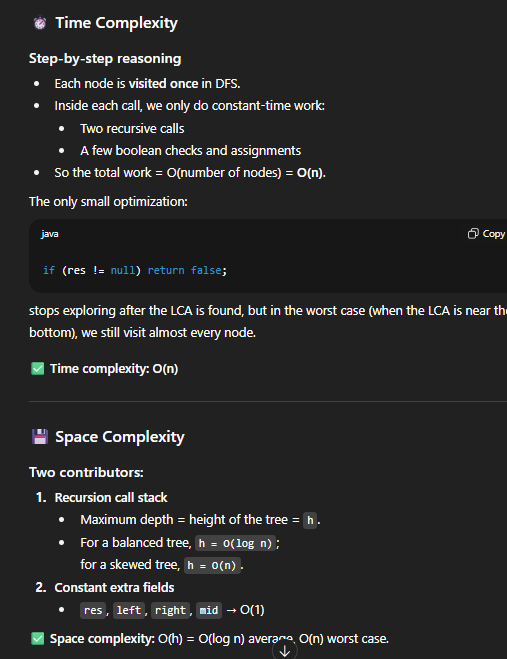 Time Complexity
Step-by-step reasoning
Each node is visited once in DFS.
Inside each call, we only do constant-time work:
Two recursive calls
A few boolean checks and assignments
So the total work = O(number of nodes) = O(n).
The only small optimization:
java
Copy
if (res != null) return false;
stops exploring after the LCA is found, but in the worst case (when the LCA is near the
bottom), we still visit almost every node.
✅ Time complexity: O(n)
Space Complexity
Two contributors:
1. Recursion call stack
Maximum depth = height of the tree = h.
For a balanced tree, h = O(log n);
for a skewed tree, h = O(n).
2. Constant extra fields
res, left, right, mid → O(1)
✅ Space complexity: O(h) = O(log n) average, O(n) worst case.